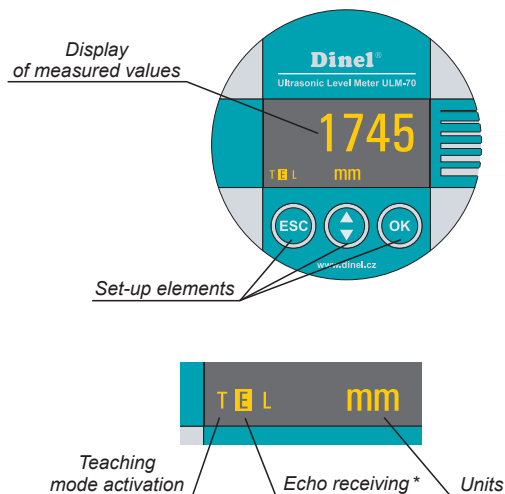 Display
of measured values
Dinel®
Ultrasonic Level Meter ULM-70
1745
T E L mm
ESC OK
www.dinel.cz
Set-up elements
T E L mm
Teaching
mode activation
Echo receiving *
Units